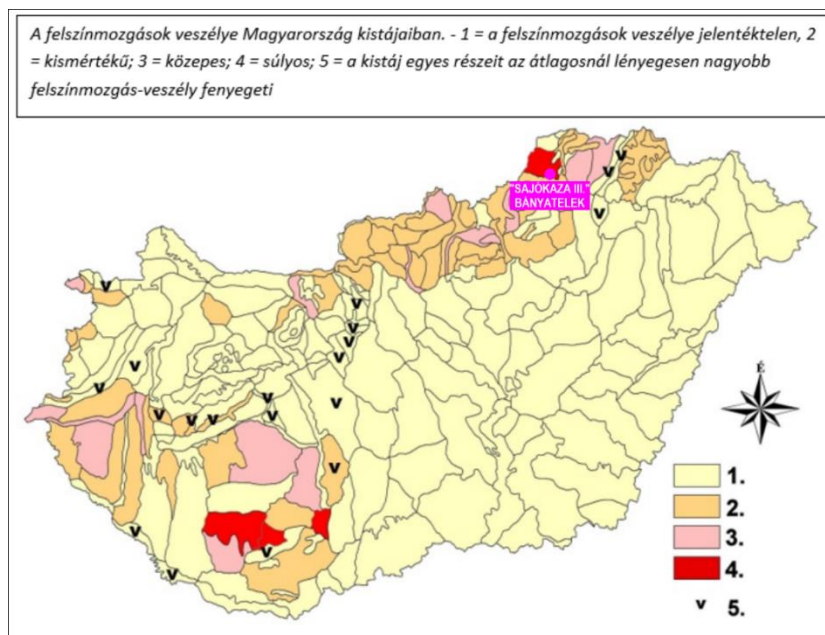 A felszínmozgások veszélye Magyarország kistájaiban. - 1 = a felszínmozgások veszélye jelentéktelen, 2
= kismértékű; 3 = közepes; 4 = súlyos; 5 = a kistáj egyes részeit az átlagosnál lényegesen nagyobb
felszínmozgás-veszély fenyegeti
"SAJÓKAZA III."
BÁNYATELEK
É
1.
2.
3.
4.
v 5.